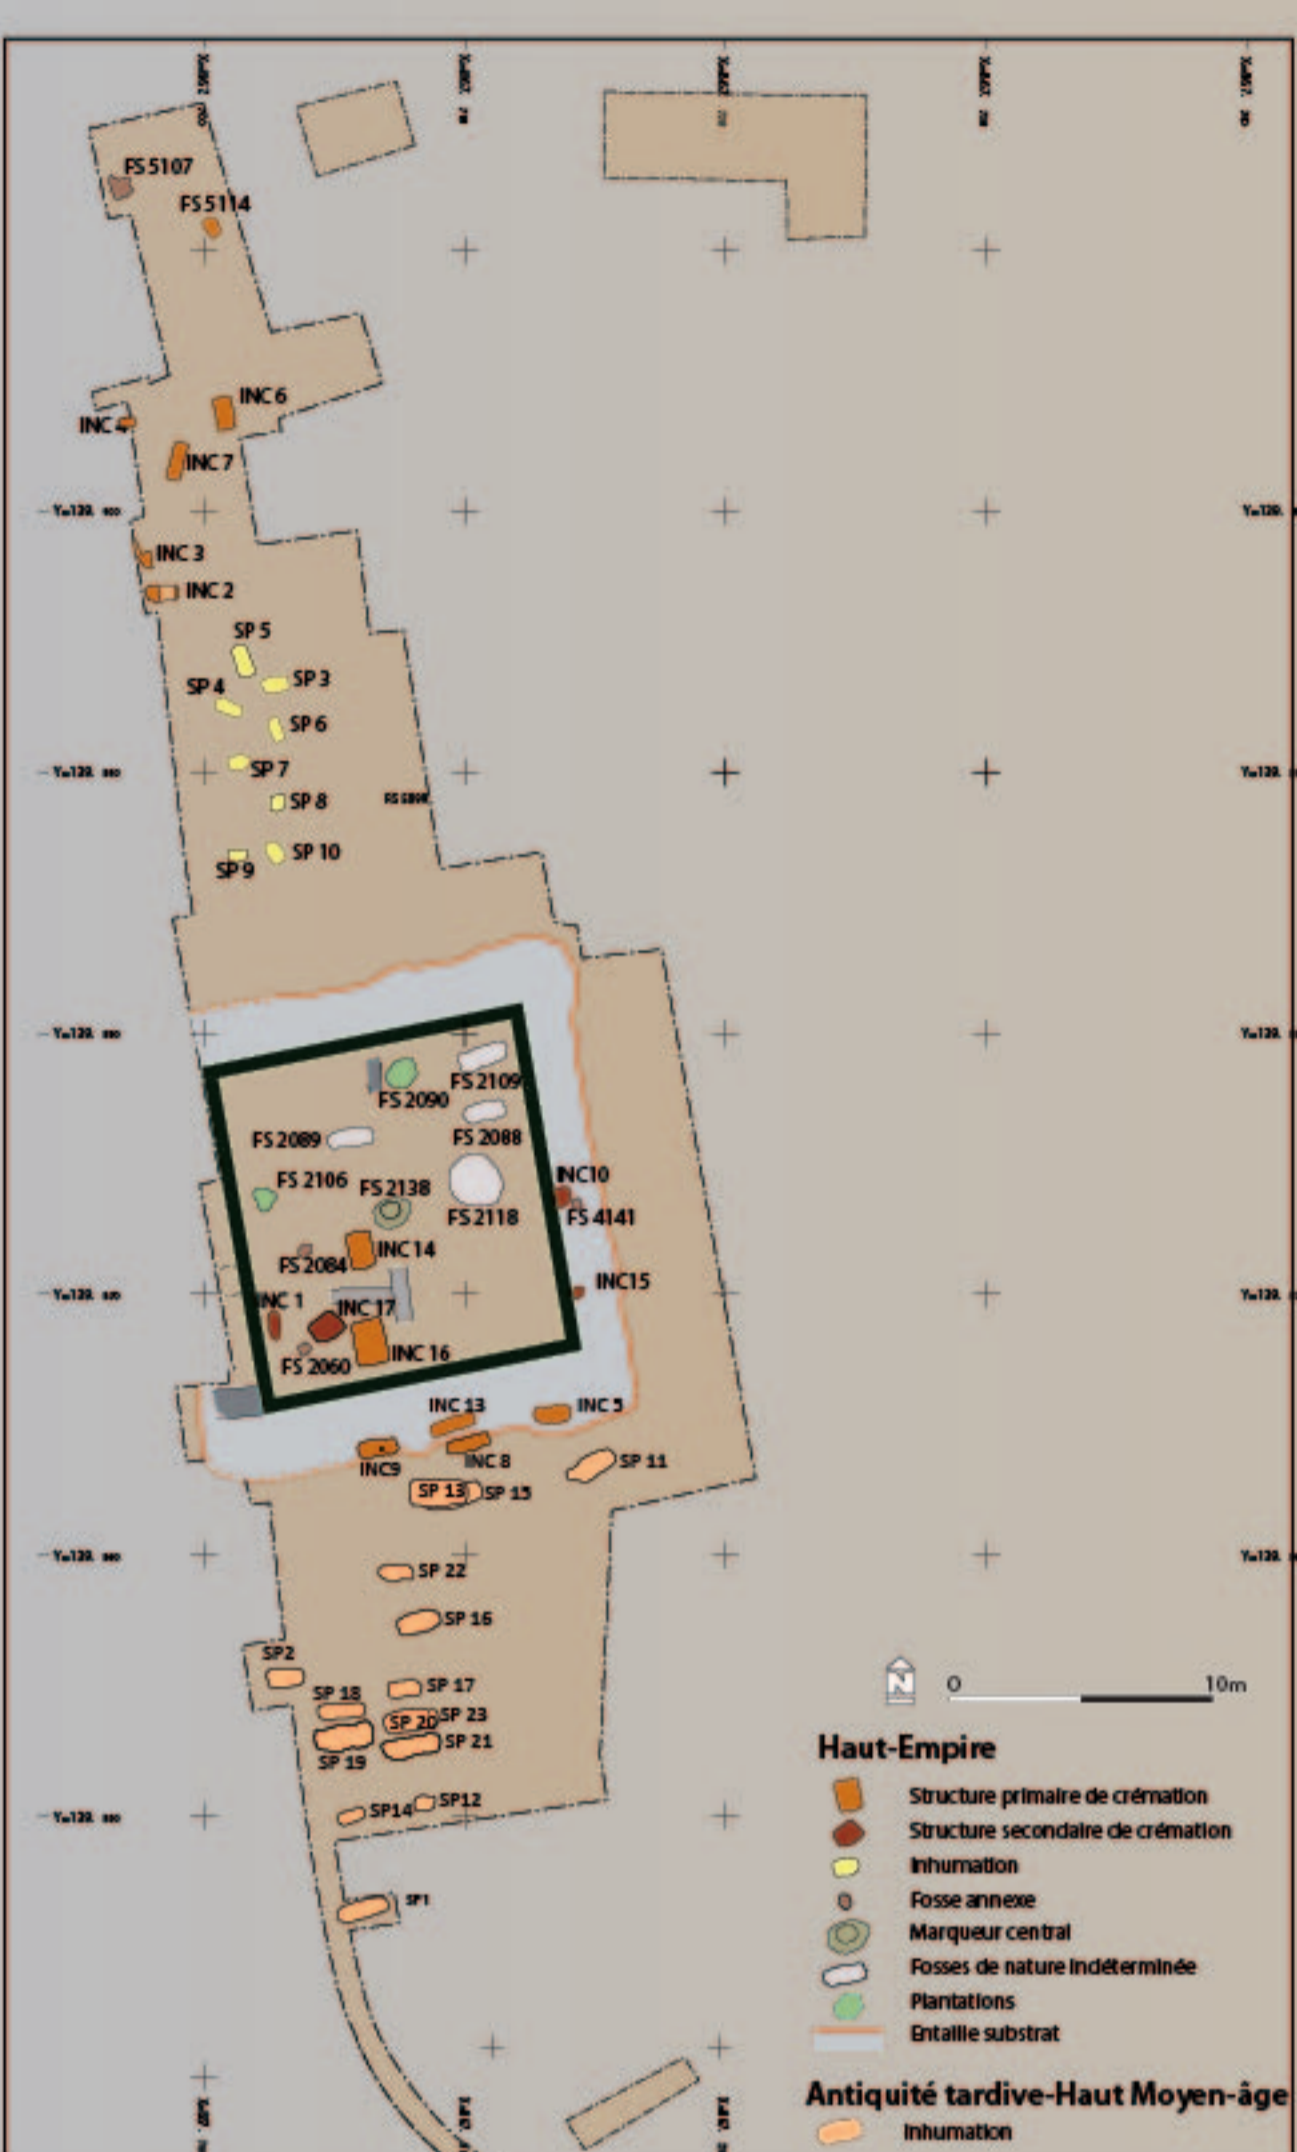 FS 5107
FS 5114
INC 6
INC 4
INC 7
INC 3
INC 2
SP 5
SP 3
SP 4
SP 6
SP 7
SP 8
SP 10
SP 9
FS 2109
FS 2090
FS 2089
FS 2088
INC10
FS 2106
FS 2138
FS 2118
FS 4141
INC 14
FS 2084
INC15
INC 1
INC 17
INC 16
FS 2060
INC 13
INC 5
INC9
INC 8
SP 11
SP 13
SP 15
SP 22
SP 16
SP2
SP 17
SP 18
SP 23
SP 20
SP 21
SP 19
SP14
SP12
SP1
N
0
10m
Haut-Empire
Structure primaire de crémation
Structure secondaire de crémation
Inhumation
Fosse annexe
Marqueur central
Fosses de nature indéterminée
Plantations
Entaille substrat
Antiquité tardive-Haut Moyen-âge
Inhumation